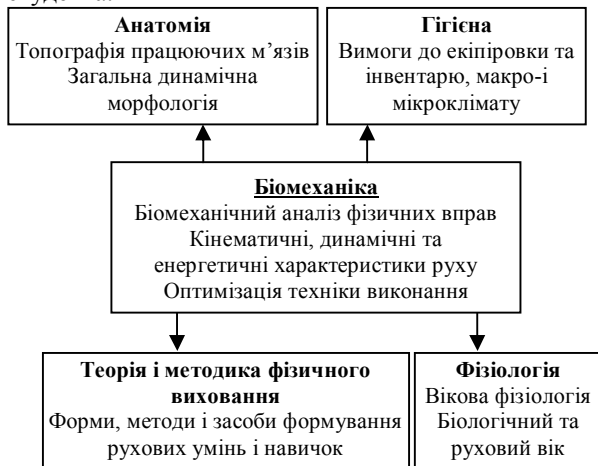 Анатомія
Топографія працюючих м’язів
Загальна динамічна
морфологія
Гігієна
Вимоги до екіпіровки та
інвентарю, макро-і
мікроклімату
Біомеханіка
Біомеханічний аналіз фізичних вправ
Кінематичні, динамічні та
енергетичні характеристики руху
Оптимізація техніки виконання
Теорія і методика фізичного
виховання
Форми, методи і засоби формування
рухових умінь і навичок
Фізіологія
Вікова фізіологія
Біологічний та
руховий вік